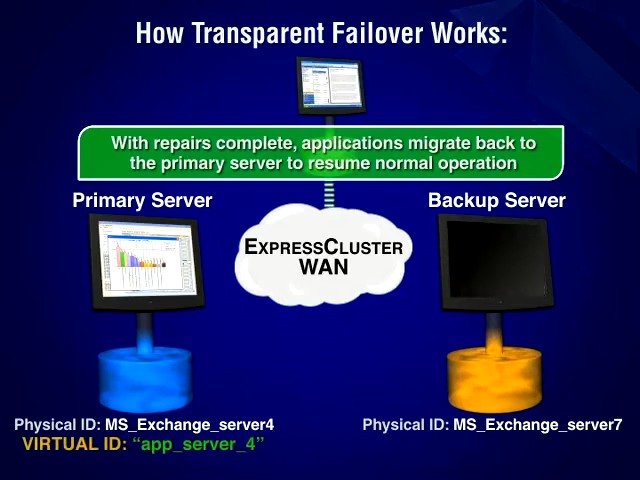 How Transparent Failover Works:
With repairs complete, applications migrate back to
the primary server to resume normal operation
Primary Server
Backup Server
EXPRESSCLUSTER
WAN
Physical ID: MS_Exchange_server4
Physical ID: MS_Exchange_server7
VIRTUAL ID: “app_server_4”